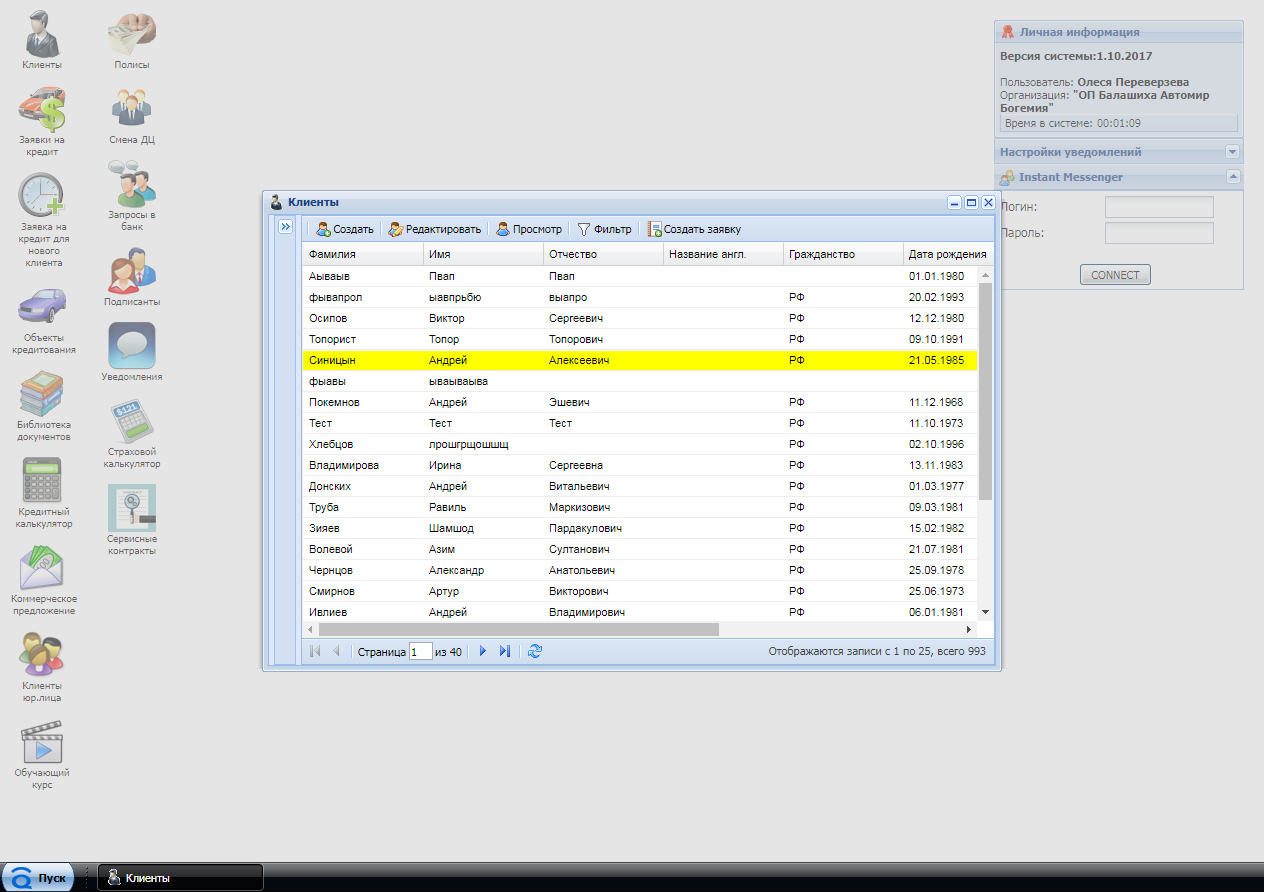 Клиенты
Полисы
Заявки на
кредит
Смена ДЦ
Заявка на
кредит для
нового
клиента
Запросы в
банк
Подписанты
Объекты
кредитования
Уведомления
Библиотека
документов
$121
Страховой
калькулятор
Кредитный
калькулятор
Сервисные
контракты
Коммерческое
предложение
Клиенты
юр.лица
Обучающий
курс
Личная информация
Версия системы:1.10.2017
Пользователь: Олеся Переверзева
Организация: "ОП Балашиха Автомир
Богемия"
Время в системе: 00:01:09
Настройки уведомлений
Instant Messenger
Логин:
Пароль:
CONNECT
Клиенты
Создать Редактировать Просмотр Фильтр Создать заявку
Фамилия Имя Отчество Название англ. Гражданство Дата рождения
Аываыв Пвап Пвап 01.01.1980
фывапрол ыавпрьбю выапро РФ 20.02.1993
Осипов Виктор Сергеевич РФ 12.12.1980
Топорист Топор Топорович РФ 09.10.1991
Синицын Андрей Алексеевич РФ 21.05.1985
фыавы ываываыва
Покемнов Андрей Эшевич РФ 11.12.1968
Тест Тест Тест РФ 11.10.1973
Хлебцов лрошгрщошшщ РФ 02.10.1996
Владимирова Ирина Сергеевна РФ 13.11.1983
Донских Андрей Витальевич РФ 01.03.1977
Труба Равиль Маркизович РФ 09.03.1981
Зияев Шамшод Пардакулович РФ 15.02.1982
Волевой Азим Султанович РФ 21.07.1981
Чернцов Александр Анатольевич РФ 25.09.1978
Смирнов Артур Викторович РФ 25.06.1973
Ивлиев Андрей Владимирович РФ 06.01.1981
Страница 1 из 40 Отображаются записи с 1 по 25, всего 993
Пуск Клиенты